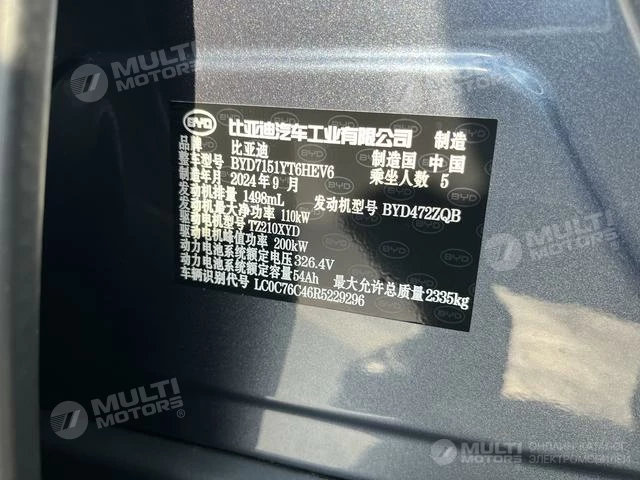 BYD 比亚迪汽车工业有限公司 制造
品牌 比亚迪 制造国 中国
整车型号 BYD7151YT6HEV6 乘坐人数 5
制造年月 2024年9月
发动机排量 1498mL 发动机型号 BYD472ZQB
发动机最大净功率 110kW
驱动电机型号 TZ210XYD
驱动电机峰值功率 200kW
动力电池系统额定电压 326.4V
动力电池系统额定容量 54Ah 最大允许总质量 2335kg
车辆识别代号 LC0C76C46R5229296
MULTI MOTORS®
MULTI MOTORS®
MULTI MOTORS®
MULTI MOTORS®
ОНЛАЙН-КАТАЛОГ
ЭЛЕКТРОМОБИЛЕЙ